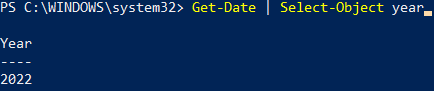 PS C:\WINDOWS\system32> Get-Date | Select-Object year
Year
----
2022